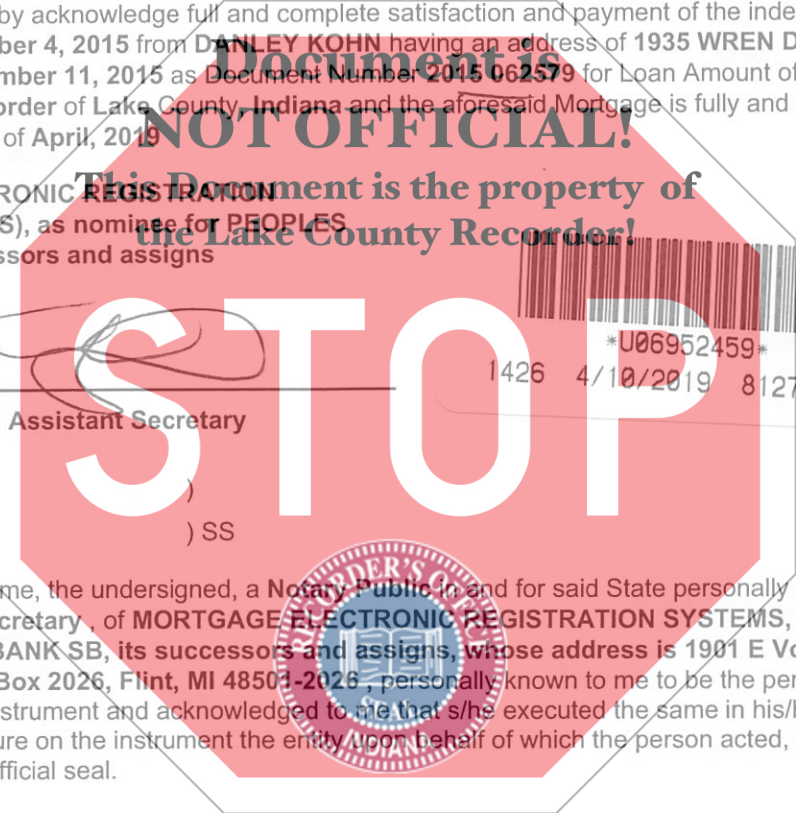 by acknowledge full and complete satisfaction and payment of the inde
ber 4, 2015 from DANLEY KOHN having an address of 1935 WREN D
mber 11, 2015 as Document Number 2015 062579 for Loan Amount of
order of Lake County, Indiana and the aforesaid Mortgage is fully and
of April, 2019
Document is
NOT OFFICIAL!
This Document is the property of
the Lake County Recorder!
RONIC REGISTRATION
S), as nominee for PEOPLES
ssors and assigns
*U06952459*
1426 4/10/2019 8127
STOP
Assistant Secretary
)
) SS
me, the undersigned, a Notary Public in and for said State personally
cretary , of MORTGAGE ELECTRONIC REGISTRATION SYSTEMS,
BANK SB, its successors and assigns, whose address is 1901 E Vo
Box 2026, Flint, MI 48501-2026 , personally known to me to be the per
nstrument and acknowledged to me that s/he executed the same in his/h
ure on the instrument the entity upon behalf of which the person acted,
fficial seal.
RECORDER'S OFFICE
SEAL
INDIANA